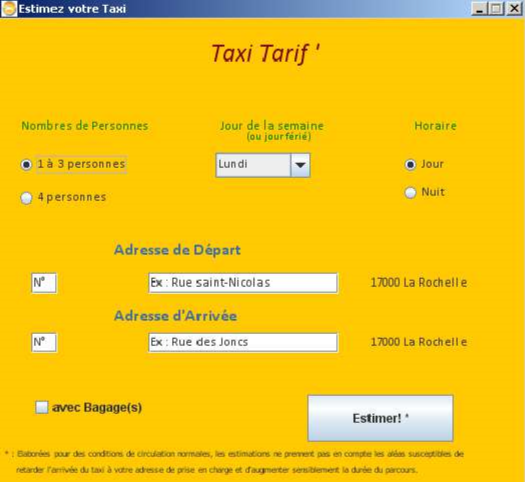 Estimez votre Taxi
Taxi Tarif '
Nombres de Personnes
Jour de la semaine
(ou jour férié)
Horaire
1 à 3 personnes
Lundi
Jour
4 personnes
Nuit
Adresse de Départ
N°
Ex : Rue saint-Nicolas
17000 La Rochelle
Adresse d'Arrivée
N°
Ex : Rue des Joncs
17000 La Rochelle
avec Bagage(s)
Estimer! *
* : Elaborées pour des conditions de circulation normales, les estimations ne prennent pas en compte les aléas susceptibles de
retarder l'arrivée du taxi à votre adresse de prise en charge et d'augmenter sensiblement la durée du parcours.